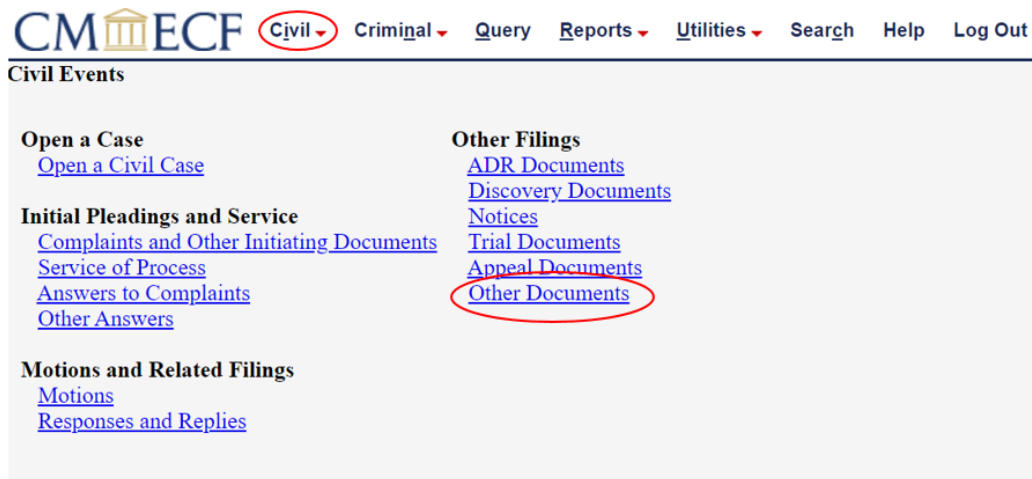 CM ECF Civil Criminal Query Reports Utilities Search Help Log Out
Civil Events
Open a Case
Open a Civil Case
Initial Pleadings and Service
Complaints and Other Initiating Documents
Service of Process
Answers to Complaints
Other Answers
Motions and Related Filings
Motions
Responses and Replies
Other Filings
ADR Documents
Discovery Documents
Notices
Trial Documents
Appeal Documents
Other Documents